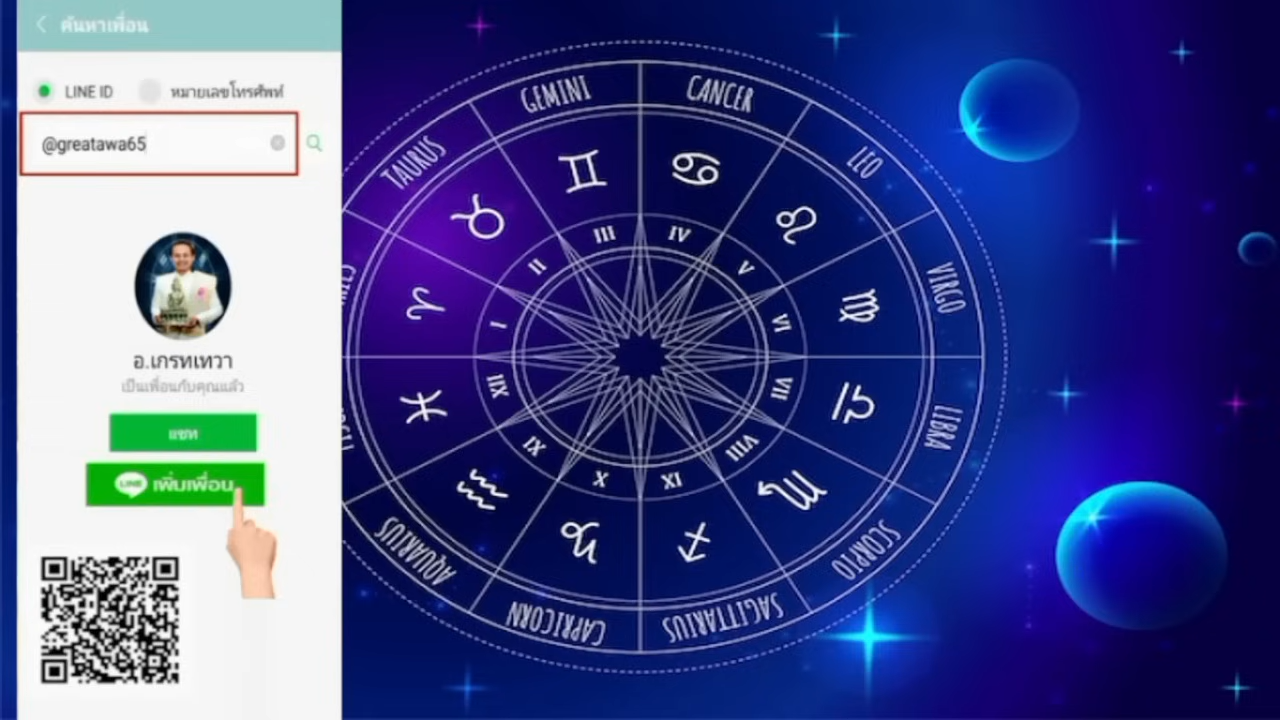 ค้นหาเพื่อน
LINE ID
หมายเลขโทรศัพท์
@greatawa65
อ.เกรทเทวา
เป็นเพื่อนกับคุณแล้ว
แชท
LINE เพิ่มเพื่อน
GEMINI
CANCER
TAURUS
LEO
VIRGO
LIBRA
SCORPIO
SAGITTARIUS
CAPRICORN
AQUARIUS
III
IV
II
V
I
VI
XII
VII
IX
VIII
X
XI